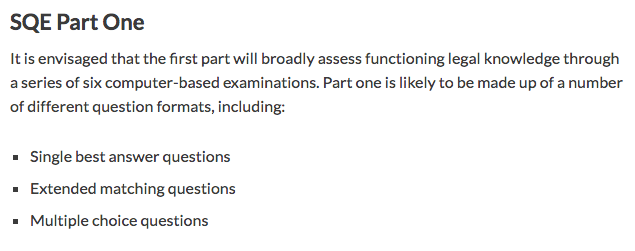 SQE Part One
It is envisaged that the first part will broadly assess functioning legal knowledge through
a series of six computer-based examinations. Part one is likely to be made up of a number
of different question formats, including:
▪ Single best answer questions
▪ Extended matching questions
▪ Multiple choice questions